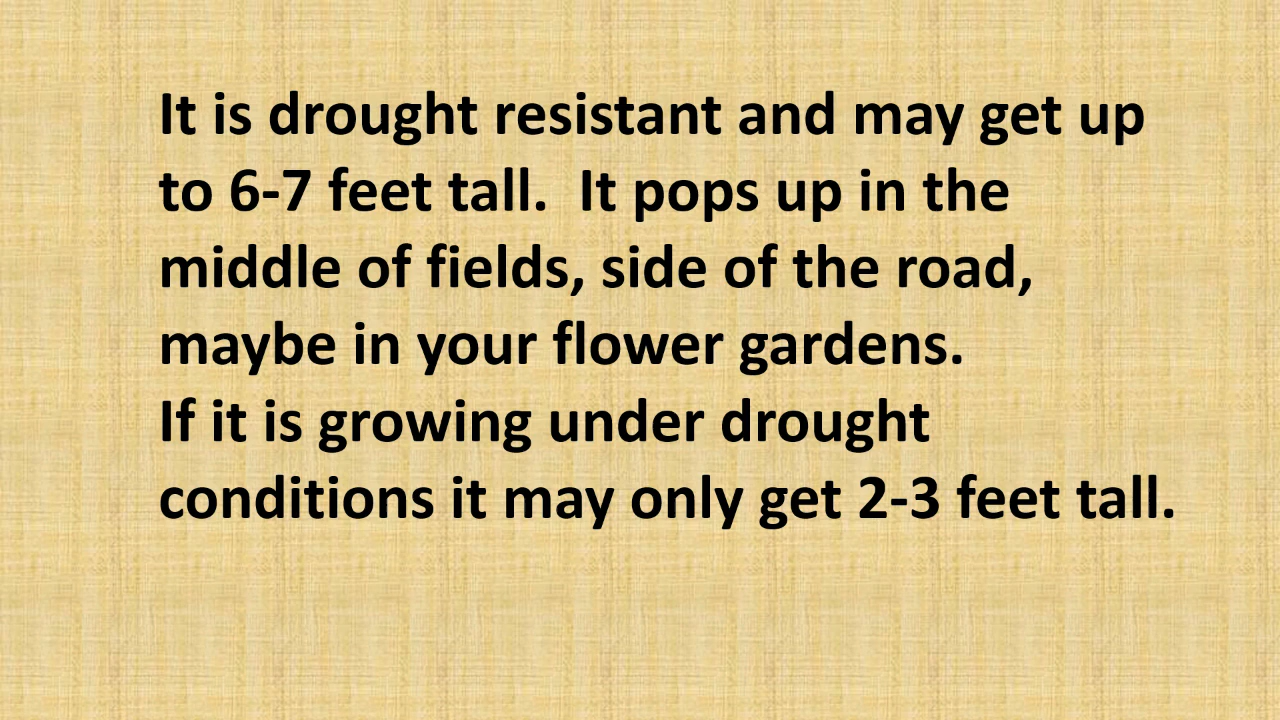 It is drought resistant and may get up
to 6-7 feet tall.  It pops up in the
middle of fields, side of the road,
maybe in your flower gardens.
If it is growing under drought
conditions it may only get 2-3 feet tall.